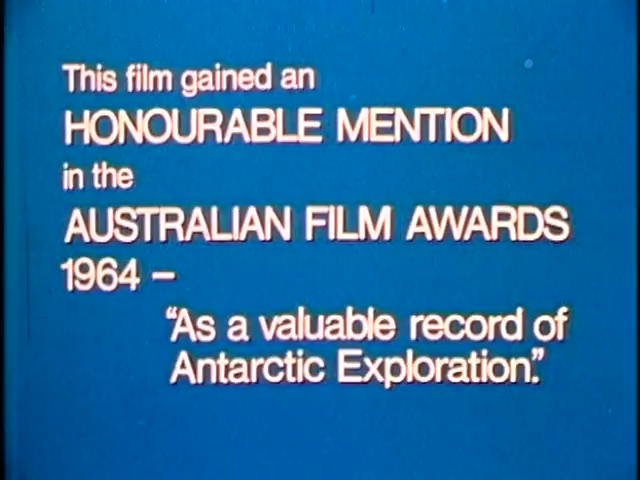 This film gained an
HONOURABLE MENTION
in the
AUSTRALIAN FILM AWARDS
1964 –
“As a valuable record of
Antarctic Exploration.”